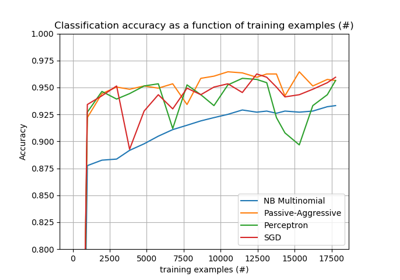 Classification accuracy as a function of training examples (#)
1.000
0.975
0.950
0.925
0.900
0.875
0.850
0.825
0.800
Accuracy
NB Multinomial
Passive-Aggressive
Perceptron
SGD
0 2500 5000 7500 10000 12500 15000 17500
training examples (#)